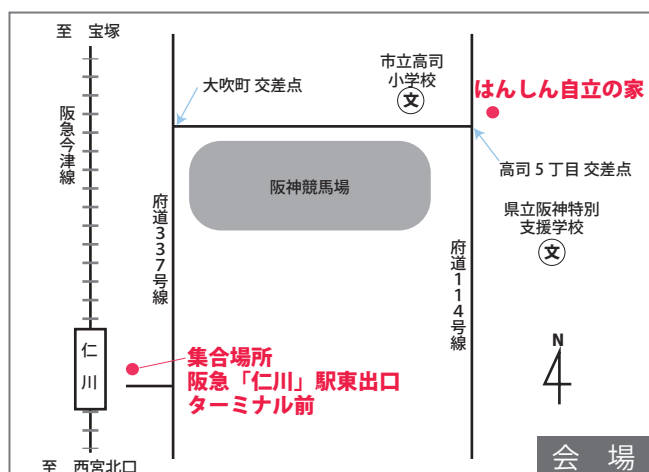 至　宝塚
阪急今津線
大吹町 交差点
市立高司
小学校
文
はんしん自立の家
阪神競馬場
高司 5 丁目 交差点
県立阪神特別
支援学校
文
府道337号線
府道114号線
仁川
集合場所
阪急「仁川」駅東出口
ターミナル前
N
至　西宮北口
会　場